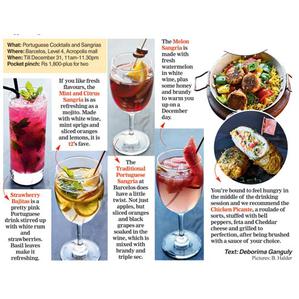 What: Portuguese Cocktails and Sangrias
Where: Barcelos, Level 4, Acropolis mall
When: Till December 31, 11am-11pm
Pocket pinch: Rs 1,800-plus for two
If you like fresh
flavours, the
Mint and Citrus
Sangria is as
refreshing as a
mojito. Made
with white wine,
mint sprigs and
sliced oranges
and lemons, it is
t2's fave.
The Melon
Sangria is
made with
fresh
watermelon
in white
wine, plus
some honey
and brandy
to warm you
up on a
December
day.
Strawberry
Bajitas is a
pretty pink
Portuguese
drink stirred up
with white rum
and
strawberries.
Basil leaves
make it
refreshing.
The
Traditional
Portuguese
Sangria at
Barcelos does
have a little
twist. Not just
apples, but
sliced oranges
and black
grapes are
soaked in the
wine, which is
mixed with
brandy and
triple sec.
You're bound to feel hungry in
the middle of the drinking
session and we recommend the
Chicken Picante, a roulade of
sorts, stuffed with bell
peppers, feta and Cheddar
cheese and grilled to
perfection, after being brushed
with a sauce of your choice.
Text: Deborima Ganguly
Pictures: B. Halder